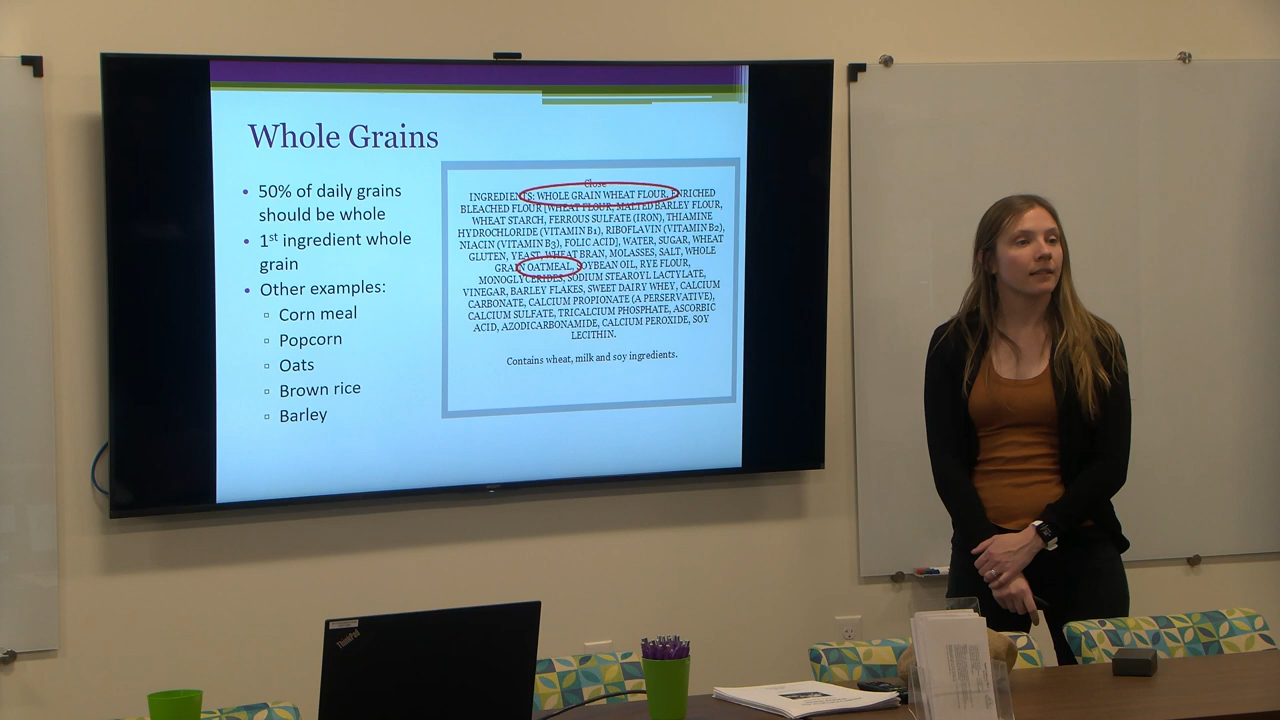 Whole Grains
• 50% of daily grains
should be whole
• 1st ingredient whole
grain
• Other examples:
▫ Corn meal
▫ Popcorn
▫ Oats
▫ Brown rice
▫ Barley
Close
INGREDIENTS: WHOLE GRAIN WHEAT FLOUR, ENRICHED
BLEACHED FLOUR [WHEAT FLOUR, MALTED BARLEY FLOUR,
WHEAT STARCH, FERROUS SULFATE (IRON), THIAMINE
HYDROCHLORIDE (VITAMIN B1), RIBOFLAVIN (VITAMIN B2),
NIACIN (VITAMIN B3), FOLIC ACID], WATER, SUGAR, WHEAT
GLUTEN, YEAST, WHEAT BRAN, MOLASSES, SALT, WHOLE
GRAIN OATMEAL, SOYBEAN OIL, RYE FLOUR,
MONOGLYCERIDES, SODIUM STEAROYL LACTYLATE,
VINEGAR, BARLEY FLAKES, SWEET DAIRY WHEY, CALCIUM
CARBONATE, CALCIUM PROPIONATE (A PERSERVATIVE),
CALCIUM SULFATE, TRICALCIUM PHOSPHATE, ASCORBIC
ACID, AZODICARBONAMIDE, CALCIUM PEROXIDE, SOY
LECITHIN.
Contains wheat, milk and soy ingredients.
ThinkPad